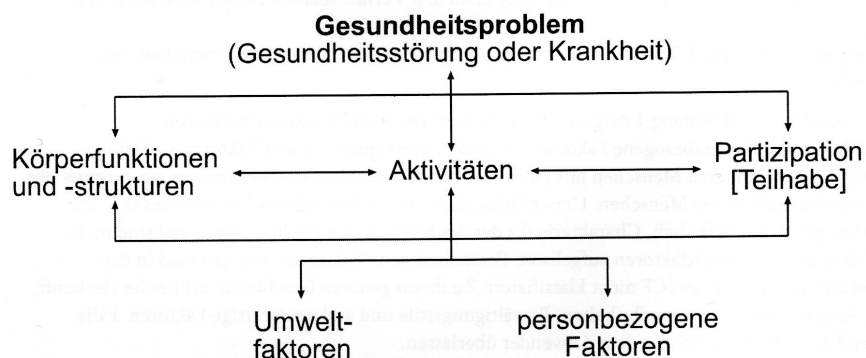 Gesundheitsproblem
(Gesundheitsstörung oder Krankheit)
Körperfunktionen
und -strukturen
Aktivitäten
Partizipation
[Teilhabe]
Umwelt-
faktoren
personbezogene
Faktoren